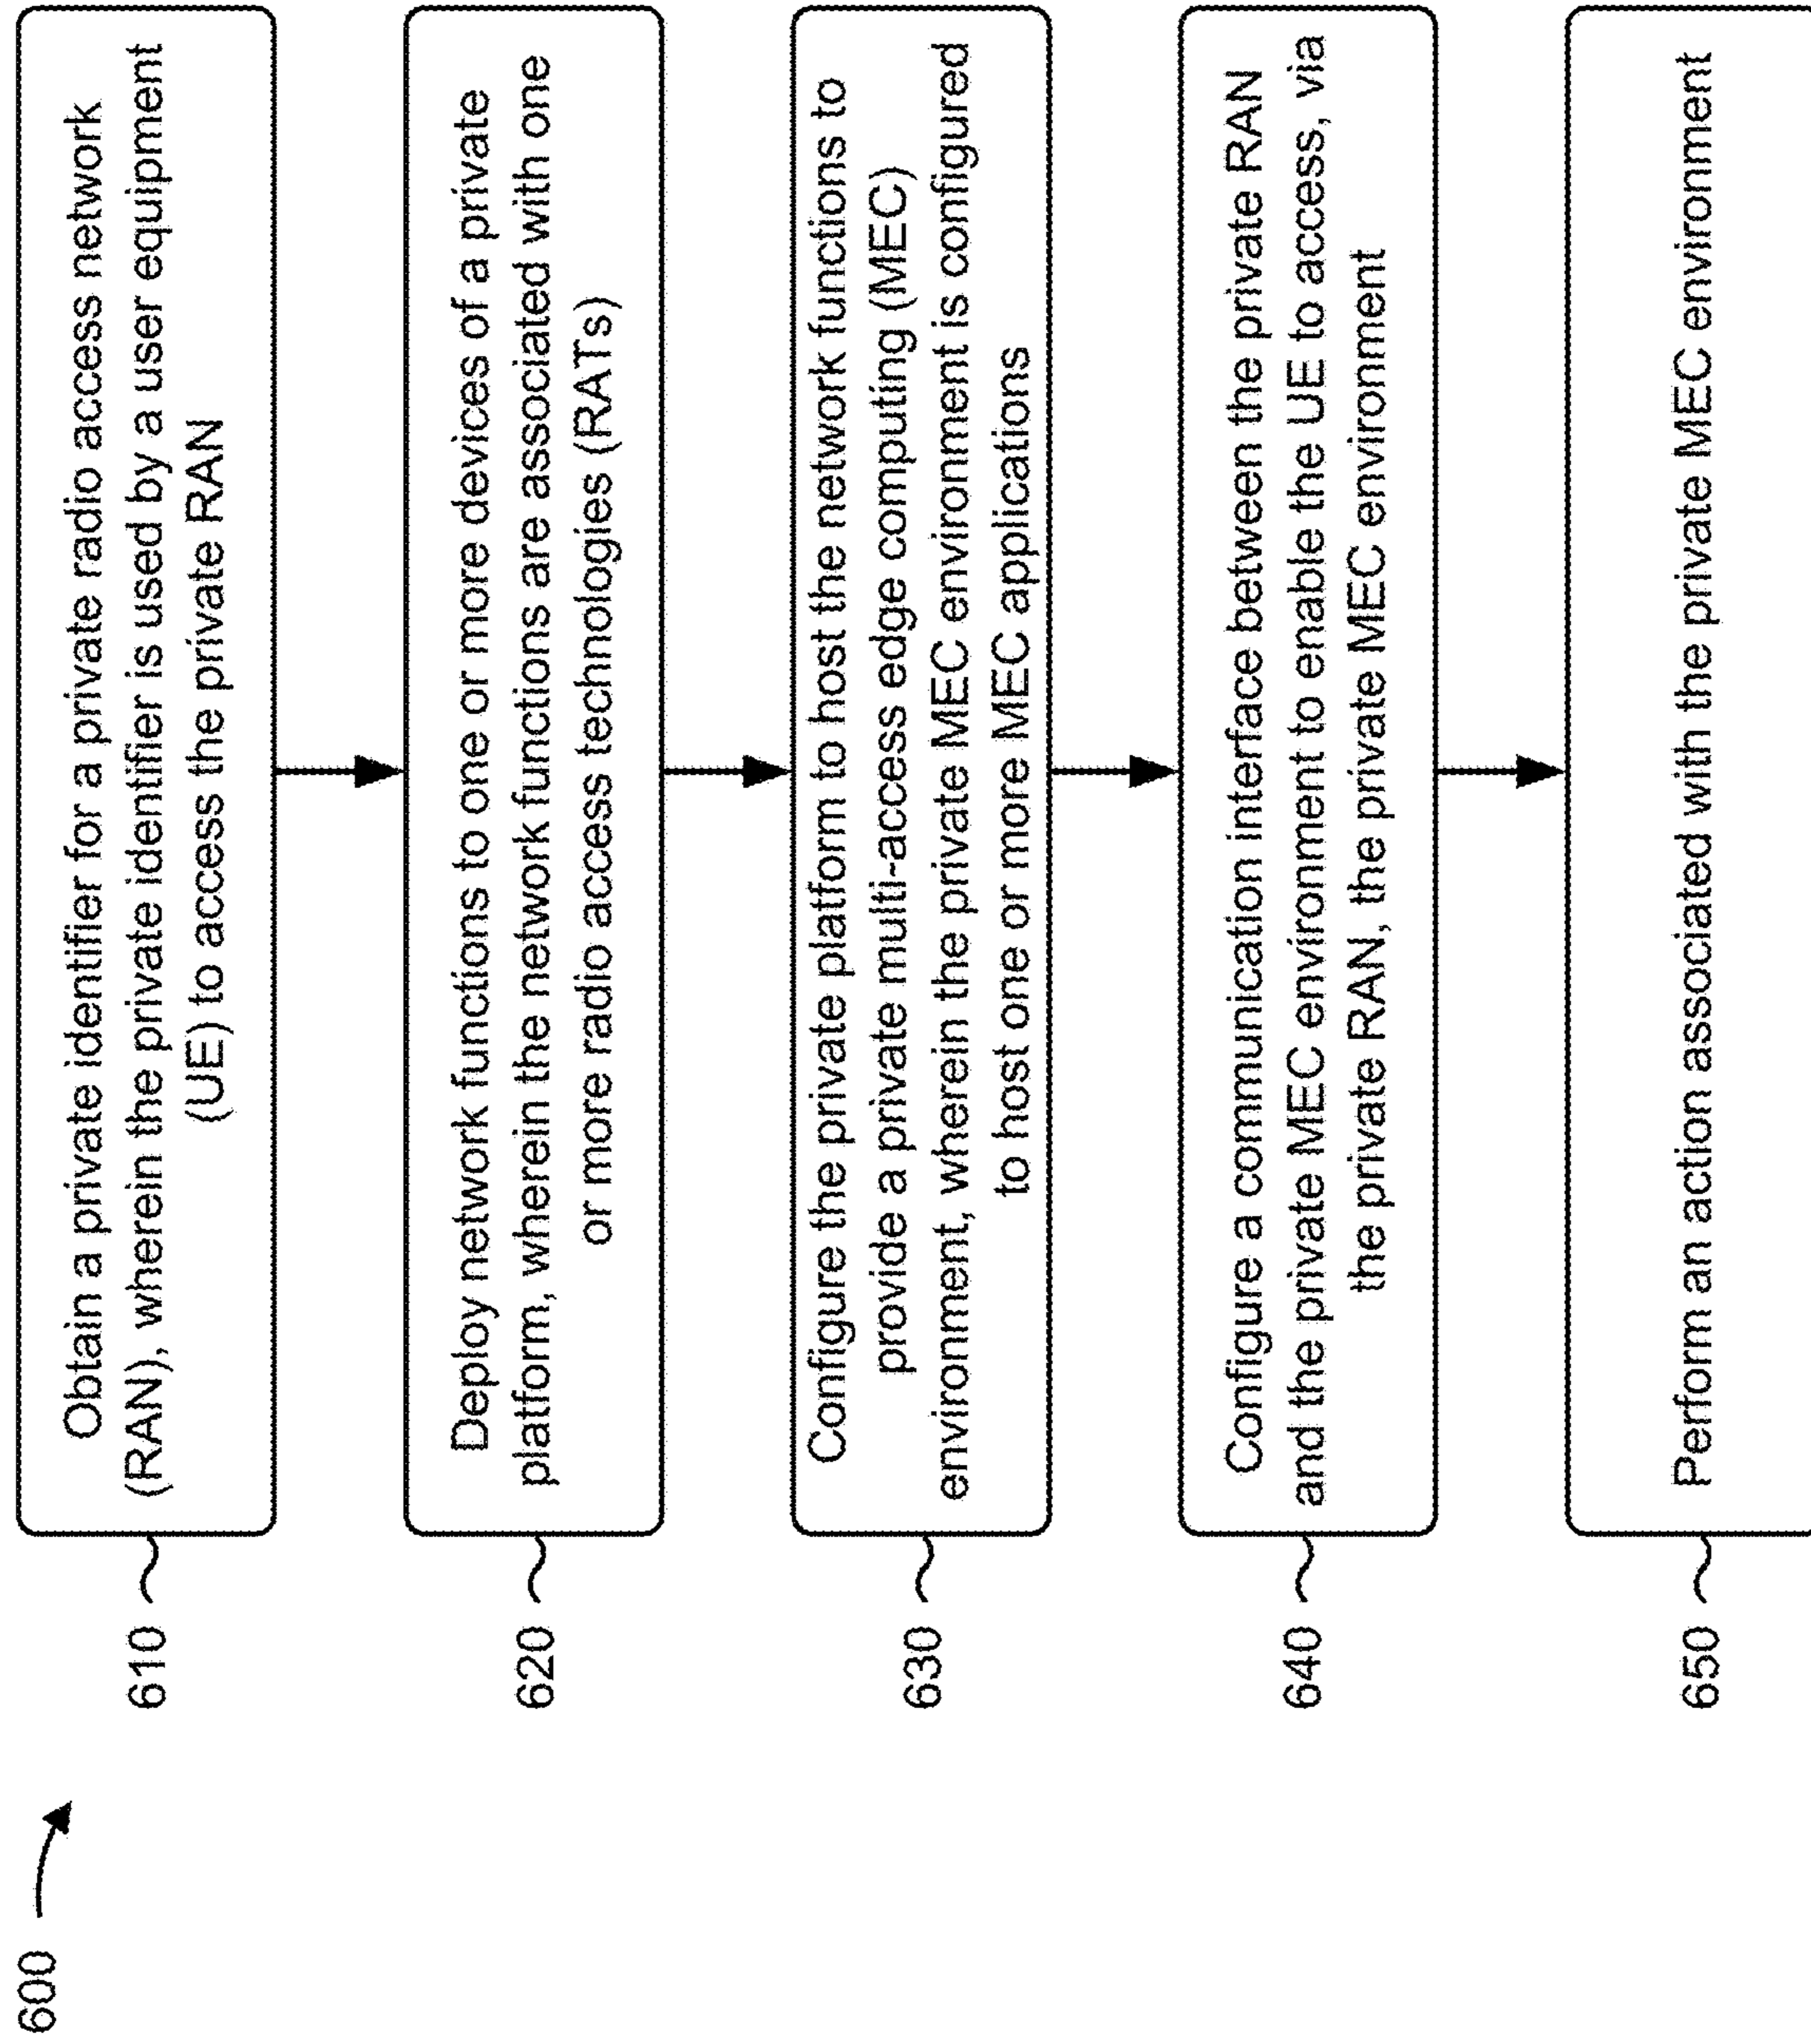 600
610
Obtain a private identifier for a private radio access network
(RAN), wherein the private identifier is used by a user equipment
(UE) to access the private RAN
620
Deploy network functions to one or more devices of a private
platform, wherein the network functions are associated with one
or more radio access technologies (RATs)
630
Configure the private platform to host the network functions to
provide a private multi-access edge computing (MEC)
environment, wherein the private MEC environment is configured
to host one or more MEC applications
640
Configure a communication interface between the private RAN
and the private MEC environment to enable the UE to access, via
the private RAN, the private MEC environment
650
Perform an action associated with the private MEC environment